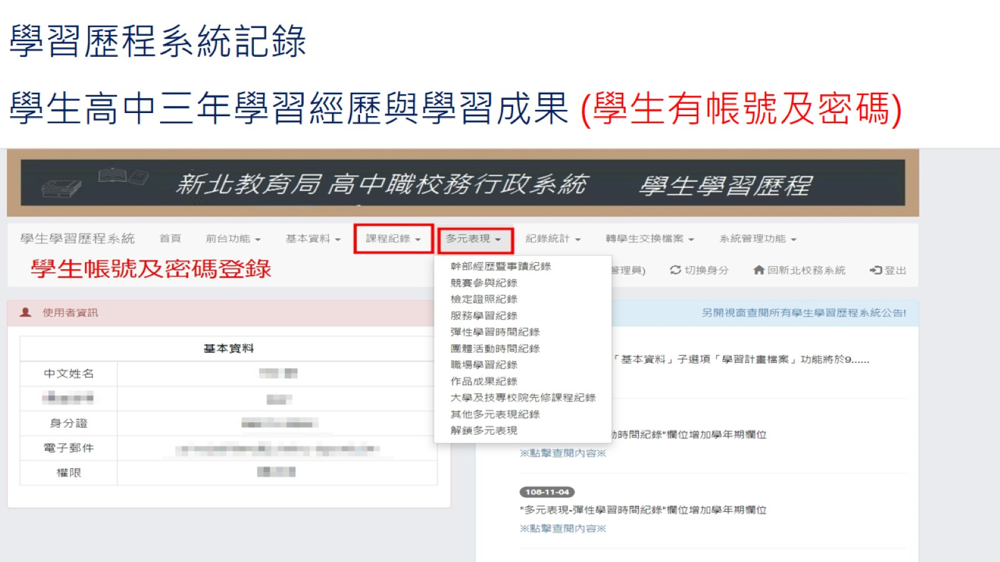 學習歷程系統記錄
學生高中三年學習經歷與學習成果 (學生有帳號及密碼)
新北教育局 高中職校務行政系統 學生學習歷程
學生學習歷程系統 首頁 前台功能 基本資料 課程紀錄 多元表現 紀錄統計 轉學生交換檔案 系統管理功能
學生帳號及密碼登錄
管理員) 切換身分 回新北校務系統 登出
幹部經歷暨事蹟紀錄
競賽參與紀錄
檢定證照紀錄
服務學習紀錄
彈性學習時間紀錄
團體活動時間紀錄
職場學習紀錄
作品成果紀錄
大學及技專校院先修課程紀錄
其他多元表現紀錄
解鎖多元表現
使用者資訊
基本資料
中文姓名
身分證
電子郵件
權限
另開視窗查閱所有學生學習歷程系統公告!
「基本資料」子選項「學習計畫檔案」功能將於9......
時間紀錄"欄位增加學年期欄位
※點擊查閱內容※
108-11-04
"多元表現-彈性學習時間紀錄"欄位增加學年期欄位
※點擊查閱內容※